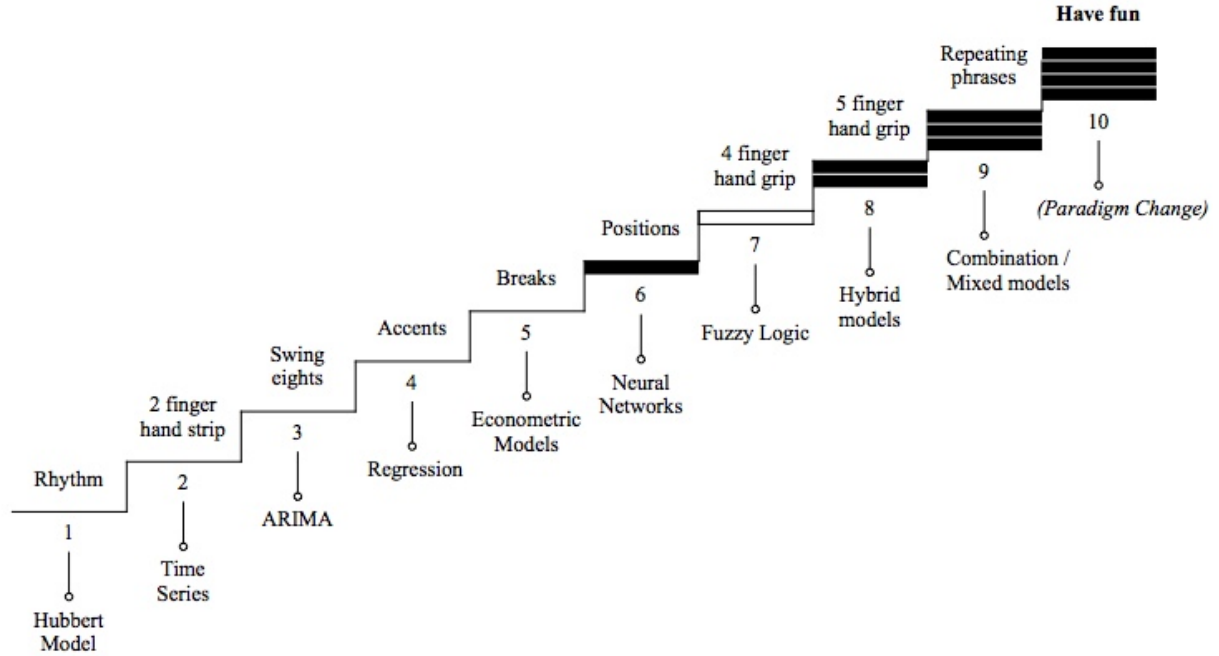 Have fun
Repeating
phrases
10
(Paradigm Change)
5 finger
hand grip
9
Combination /
Mixed models
4 finger
hand grip
8
Hybrid
models
Positions
7
Fuzzy Logic
Breaks
6
Neural
Networks
Accents
5
Econometric
Models
Swing
eights
4
Regression
2 finger
hand strip
3
ARIMA
Rhythm
2
Time
Series
1
Hubbert
Model